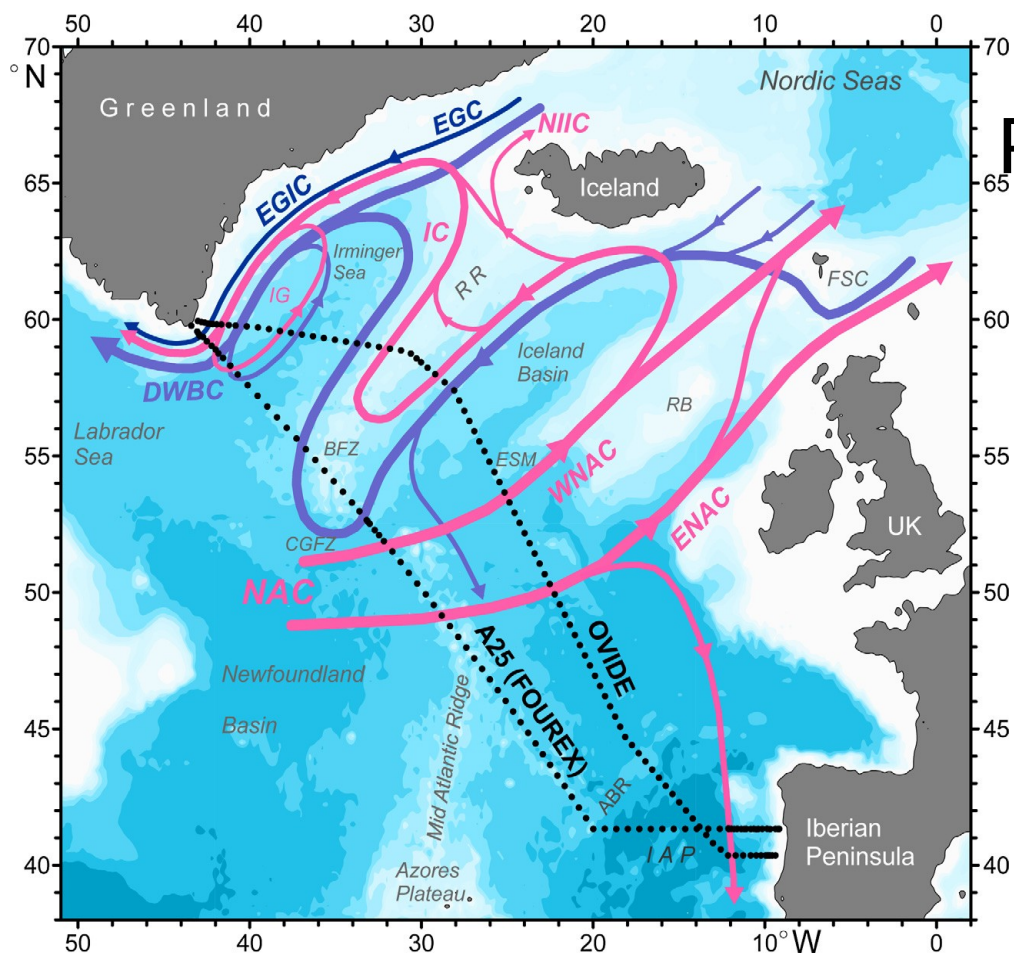 50 40 30 20 10 0
70 70
°N
Nordic Seas
Greenland
EGC
NIIC
P
65 65
Iceland
EGIC
IC
Irminger
Sea
RR
FSC
IG
60 60
Iceland
Basin
DWBC
RB
Labrador
Sea
BFZ
ESM
55 55
WNAC
ENAC
UK
CGFZ
NAC
50 50
A25 (FOUREX)
OVIDE
Newfoundland
Basin
Mid Atlantic Ridge
45 45
ABR
Iberian
Peninsula
IAP
40 40
Azores
Plateau
50 40 30 20 10°W 0